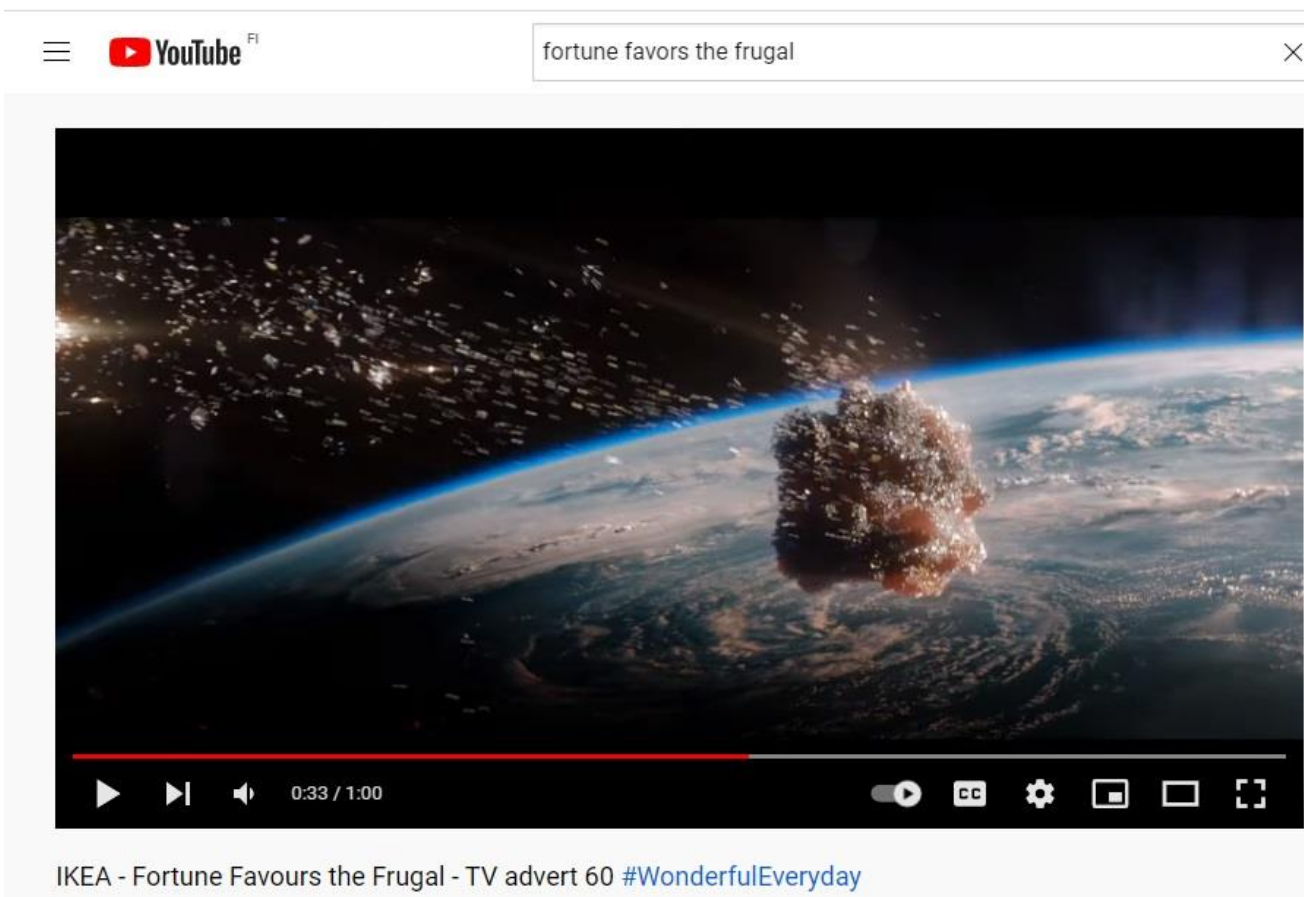 YouTube FI
fortune favors the frugal
0:33 / 1:00
CC
IKEA - Fortune Favours the Frugal - TV advert 60 #WonderfulEveryday